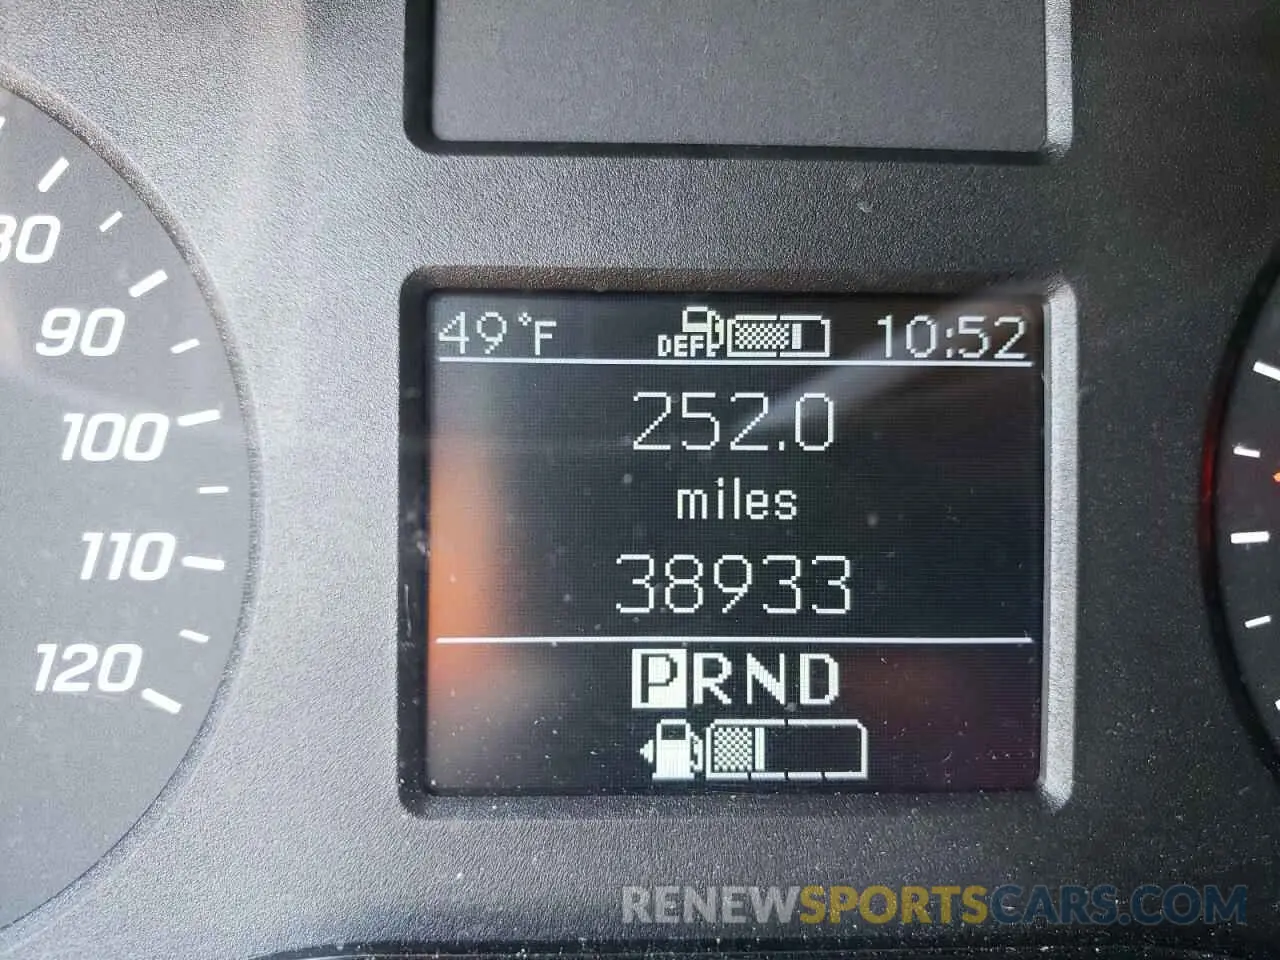 80
90
100
110
120
49°F DEF 10:52
252.0
miles
38933
PRND
RENEWSPORTSCARS.COM